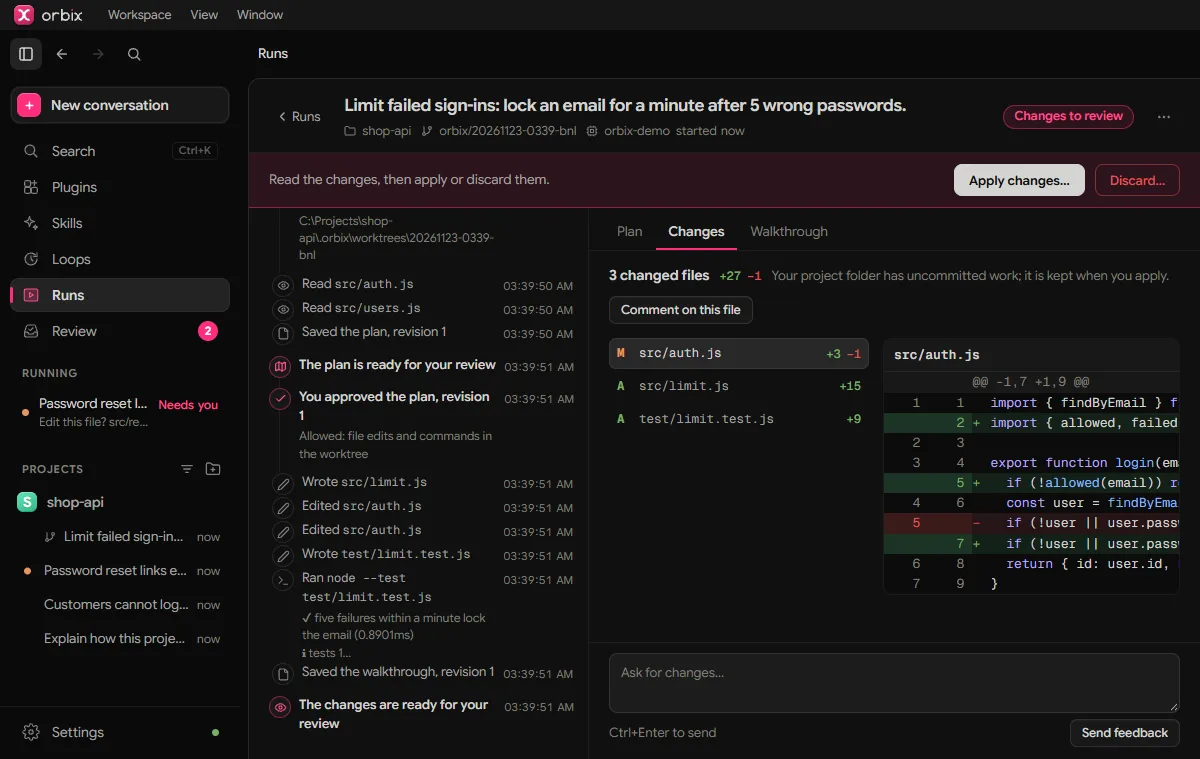 orbix Workspace View Window
Runs
New conversation
Search Ctrl+K
Plugins
Skills
Loops
Runs
Review 2
RUNNING
Password reset l... Needs you
Edit this file? src/re...
PROJECTS
S shop-api
Limit failed sign-in... now
Password reset links e... now
Customers cannot log... now
Explain how this proje... now
Settings
Runs
Limit failed sign-ins: lock an email for a minute after 5 wrong passwords.
shop-api orbix/20261123-0339-bnl orbix-demo started now
Changes to review
Read the changes, then apply or discard them.
Apply changes... Discard...
C:\Projects\shop-
api\.orbix\worktrees\20261123-0339-
bnl
Read src/auth.js 03:39:50 AM
Read src/users.js 03:39:50 AM
Saved the plan, revision 1 03:39:50 AM
The plan is ready for your review 03:39:51 AM
You approved the plan, revision 03:39:51 AM
1
Allowed: file edits and commands in
the worktree
Wrote src/limit.js 03:39:51 AM
Edited src/auth.js 03:39:51 AM
Edited src/auth.js 03:39:51 AM
Wrote test/limit.test.js 03:39:51 AM
Ran node --test 03:39:51 AM
test/limit.test.js
✓ five failures within a minute lock
the email (0.8901ms)
ℹ tests 1...
Saved the walkthrough, revision 1 03:39:51 AM
The changes are ready for your 03:39:51 AM
review
Plan Changes Walkthrough
3 changed files +27 −1 Your project folder has uncommitted work; it is kept when you apply.
Comment on this file
M src/auth.js +3 −1
A src/limit.js +15
A test/limit.test.js +9
src/auth.js
@@ -1,7 +1,9 @@
1 1 import { findByEmail } f
2 + import { allowed, failed
2 3
3 4 export function login(ema
5 + if (!allowed(email)) re
4 6 const user = findByEma
5 − if (!user || user.passw
7 + if (!user || user.passw
6 8 return { id: user.id,
7 9 }
Ask for changes...
Ctrl+Enter to send
Send feedback